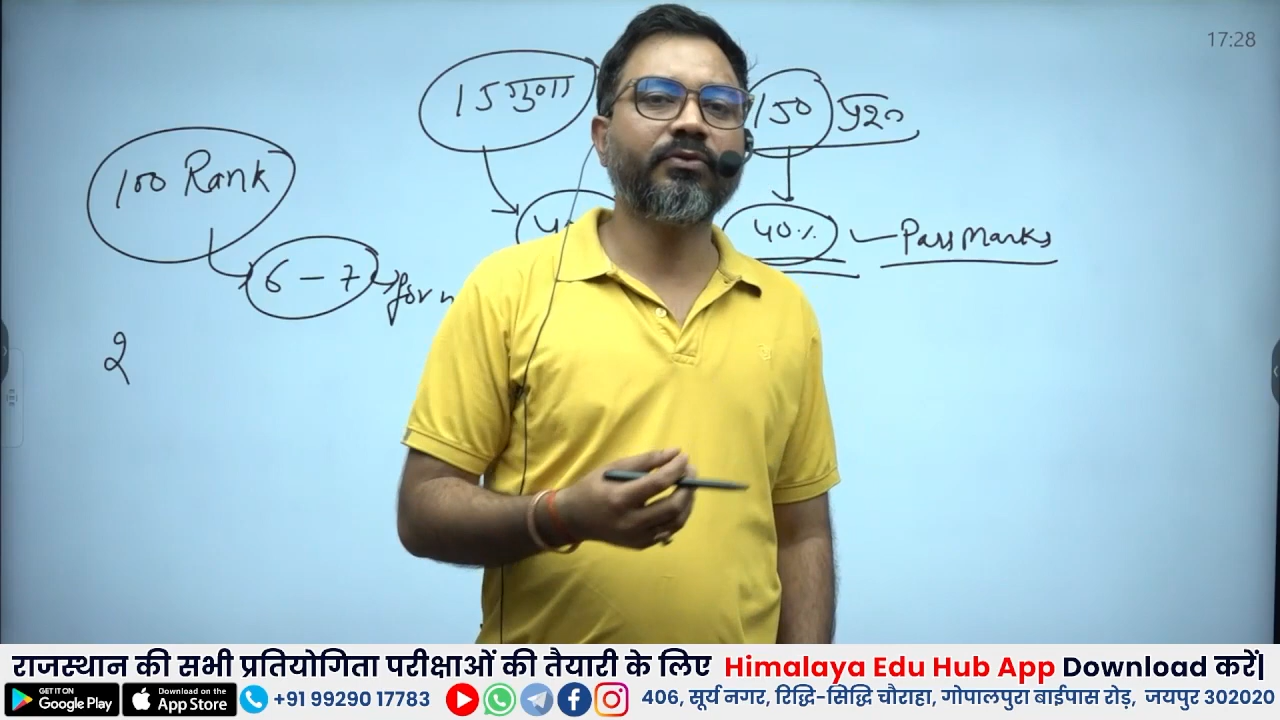 17:28
15 गुणा
150 प्रश्न
100 Rank
40% Pass Marks
6 - 7
2
राजस्थान की सभी प्रतियोगिता परीक्षाओं की तैयारी के लिए Himalaya Edu Hub App Download करें|
GET IT ON Google Play Download on the App Store +91 99290 17783 406, सूर्य नगर, रिद्धि-सिद्धि चौराहा, गोपालपुरा बाईपास रोड़, जयपुर 302020